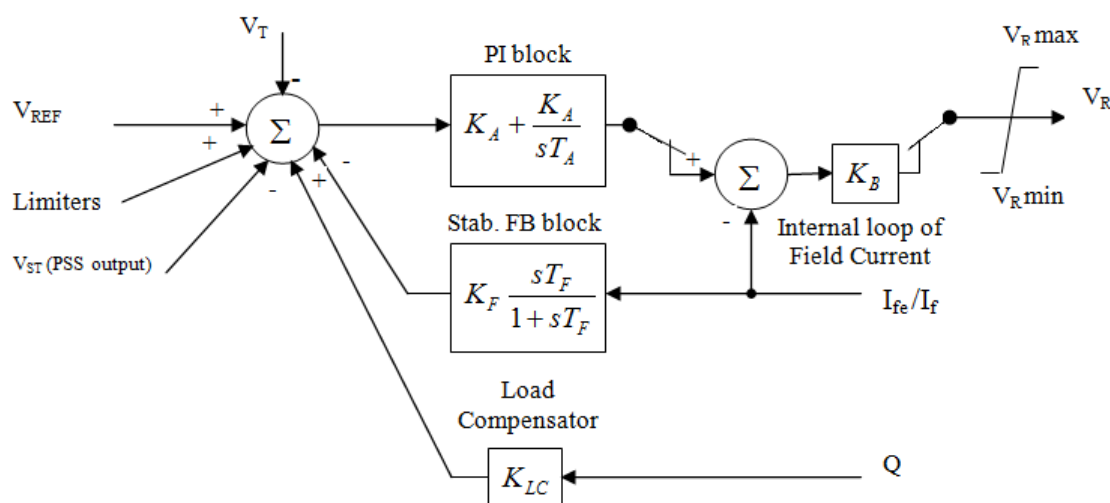 V_T
-
PI block
V_R max
V_REF
+
+
Σ
K_A + K_A / sT_A
+
Σ
-
K_B
V_R
V_R min
Limiters
-
+
-
Stab. FB block
Internal loop of
Field Current
V_ST (PSS output)
K_F sT_F / 1 + sT_F
I_fe/I_f
Load
Compensator
K_LC
Q